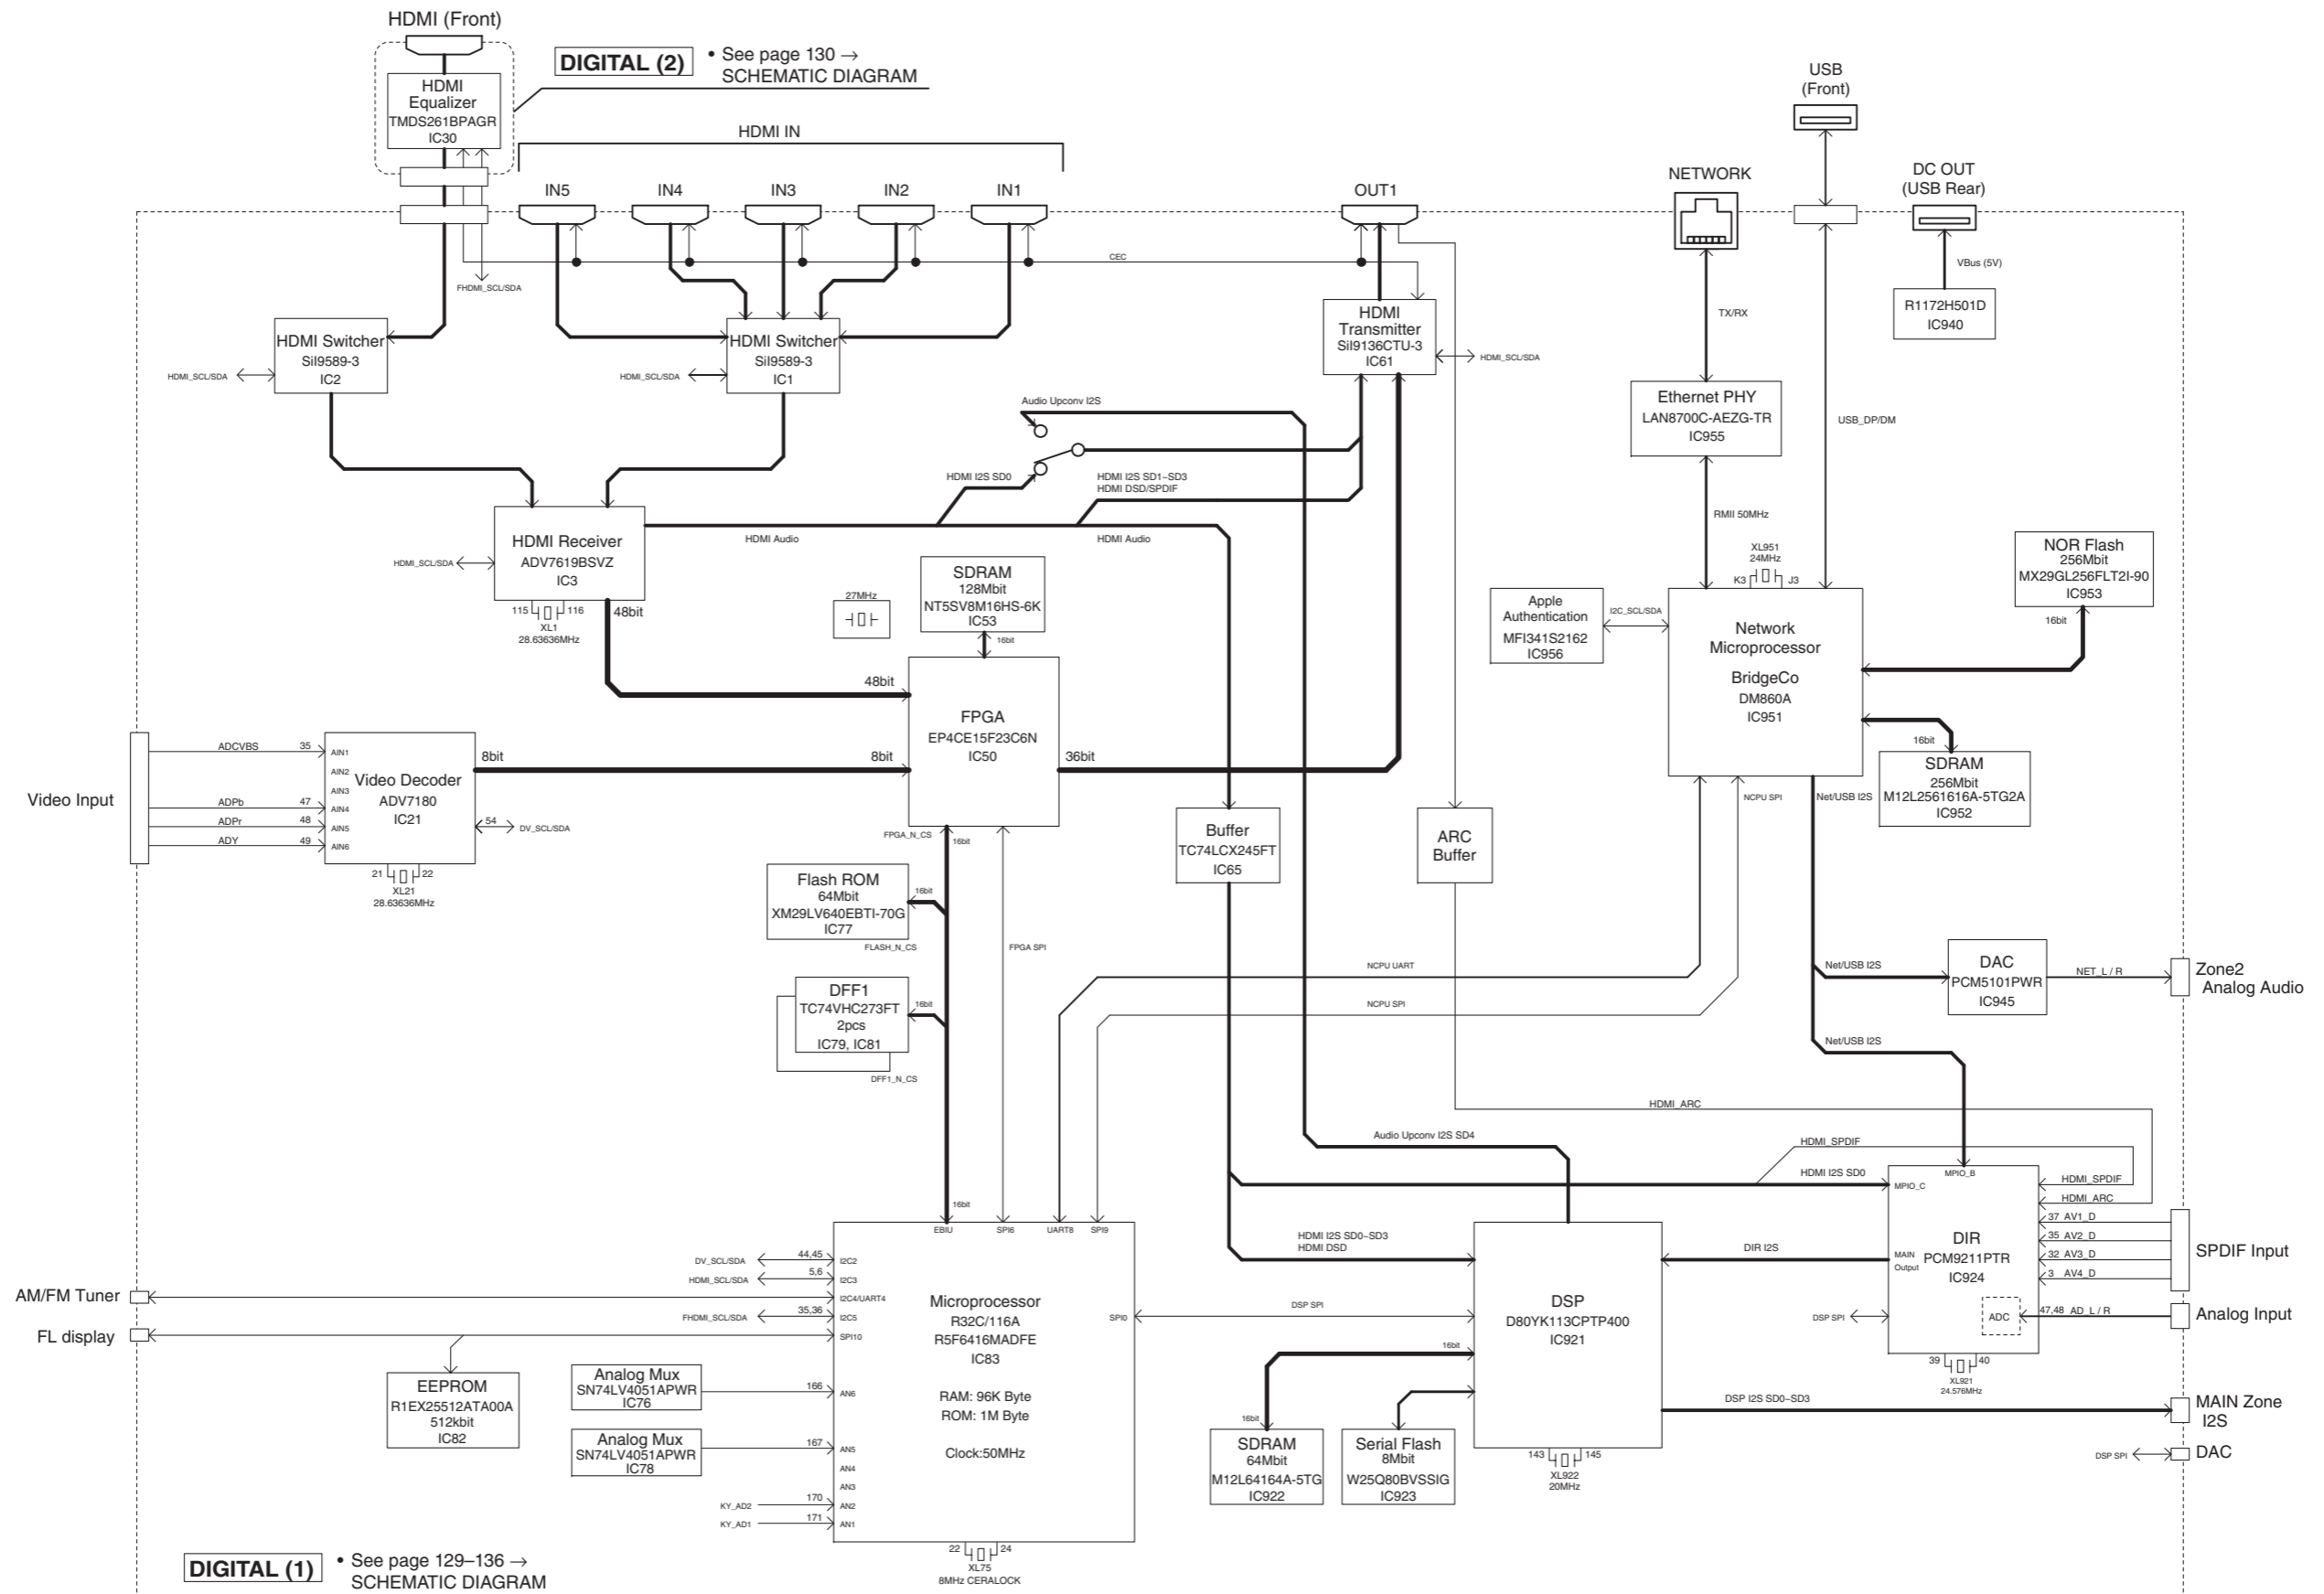 HDMI (Front)
DIGITAL (2)
• See page 130 →
SCHEMATIC DIAGRAM
HDMI
Equalizer
TMDS261BPAGR
IC30
HDMI IN
IN5
IN4
IN3
IN2
IN1
OUT1
NETWORK
USB
(Front)
DC OUT
(USB Rear)
CEC
FHDMI_SCL/SDA
VBus (5V)
R1172H501D
IC940
HDMI Switcher
SiI9589-3
IC2
HDMI_SCL/SDA
HDMI Switcher
SiI9589-3
IC1
HDMI_SCL/SDA
HDMI
Transmitter
SiI9136CTU-3
IC61
HDMI_SCL/SDA
TX/RX
Ethernet PHY
LAN8700C-AEZG-TR
IC955
USB_DP/DM
Audio Upconv I2S
HDMI I2S SD0
HDMI I2S SD1~SD3
HDMI DSD/SPDIF
RMII 50MHz
HDMI Receiver
ADV7619BSVZ
IC3
HDMI_SCL/SDA
115
116
XL1
28.63636MHz
48bit
HDMI Audio
HDMI Audio
27MHz
SDRAM
128Mbit
NT5SV8M16HS-6K
IC53
16bit
XL951
24MHz
K3
J3
NOR Flash
256Mbit
MX29GL256FLT2I-90
IC953
16bit
Apple
Authentication
MFI341S2162
IC956
I2C_SCL/SDA
Network
Microprocessor
BridgeCo
DM860A
IC951
48bit
FPGA
EP4CE15F23C6N
IC50
36bit
8bit
8bit
16bit
SDRAM
256Mbit
M12L2561616A-5TG2A
IC952
Video Input
ADCVBS
35
AIN1
AIN2
AIN3
ADPb
47
AIN4
ADPr
48
AIN5
ADY
49
AIN6
Video Decoder
ADV7180
IC21
54
DV_SCL/SDA
21
22
XL21
28.63636MHz
FPGA_N_CS
16bit
Buffer
TC74LCX245FT
IC65
ARC
Buffer
NCPU SPI
Net/USB I2S
Flash ROM
64Mbit
XM29LV640EBTI-70G
IC77
16bit
FLASH_N_CS
FPGA SPI
NCPU UART
NCPU SPI
Net/USB I2S
DAC
PCM5101PWR
IC945
NET_L / R
Zone2
Analog Audio
DFF1
TC74VHC273FT
2pcs
IC79, IC81
16bit
DFF1_N_CS
Net/USB I2S
HDMI_ARC
Audio Upconv I2S SD4
HDMI_SPDIF
HDMI I2S SD0
MPIO_C
MPIO_B
HDMI_SPDIF
HDMI_ARC
37 AV1_D
35 AV2_D
32 AV3_D
3 AV4_D
SPDIF Input
DIR
PCM9211PTR
IC924
MAIN
Output
DIR I2S
ADC
47,48 AD_L / R
Analog Input
DSP SPI
39
40
XL921
24.576MHz
HDMI I2S SD0~SD3
HDMI DSD
16bit
EBIU
SPI6
UART8
SPI9
DV_SCL/SDA
44,45
I2C2
HDMI_SCL/SDA
5,6
I2C3
AM/FM Tuner
I2C4/UART4
FHDMI_SCL/SDA
35,36
I2C5
FL display
SPI10
Microprocessor
R32C/116A
R5F6416MADFE
IC83
RAM: 96K Byte
ROM: 1M Byte
Clock:50MHz
SPI0
DSP SPI
DSP
D80YK113CPTP400
IC921
EEPROM
R1EX25512ATA00A
512kbit
IC82
Analog Mux
SN74LV4051APWR
IC76
166
AN6
Analog Mux
SN74LV4051APWR
IC78
167
AN5
AN4
AN3
KY_AD2
170
AN2
KY_AD1
171
AN1
16bit
16bit
SDRAM
64Mbit
M12L64164A-5TG
IC922
Serial Flash
8Mbit
W25Q80BVSSIG
IC923
DSP I2S SD0~SD3
MAIN Zone
I2S
DSP SPI
DAC
143
145
XL922
20MHz
22
24
XL75
8MHz CERALOCK
DIGITAL (1)
• See page 129–136 →
SCHEMATIC DIAGRAM